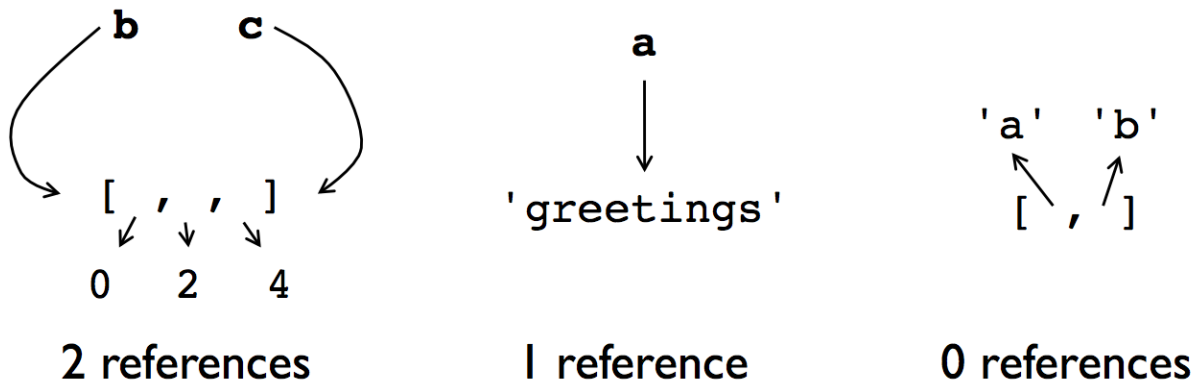 b c
a
'a' 'b'
[ , , ]
'greetings'
[ , ]
0 2 4
2 references
1 reference
0 references